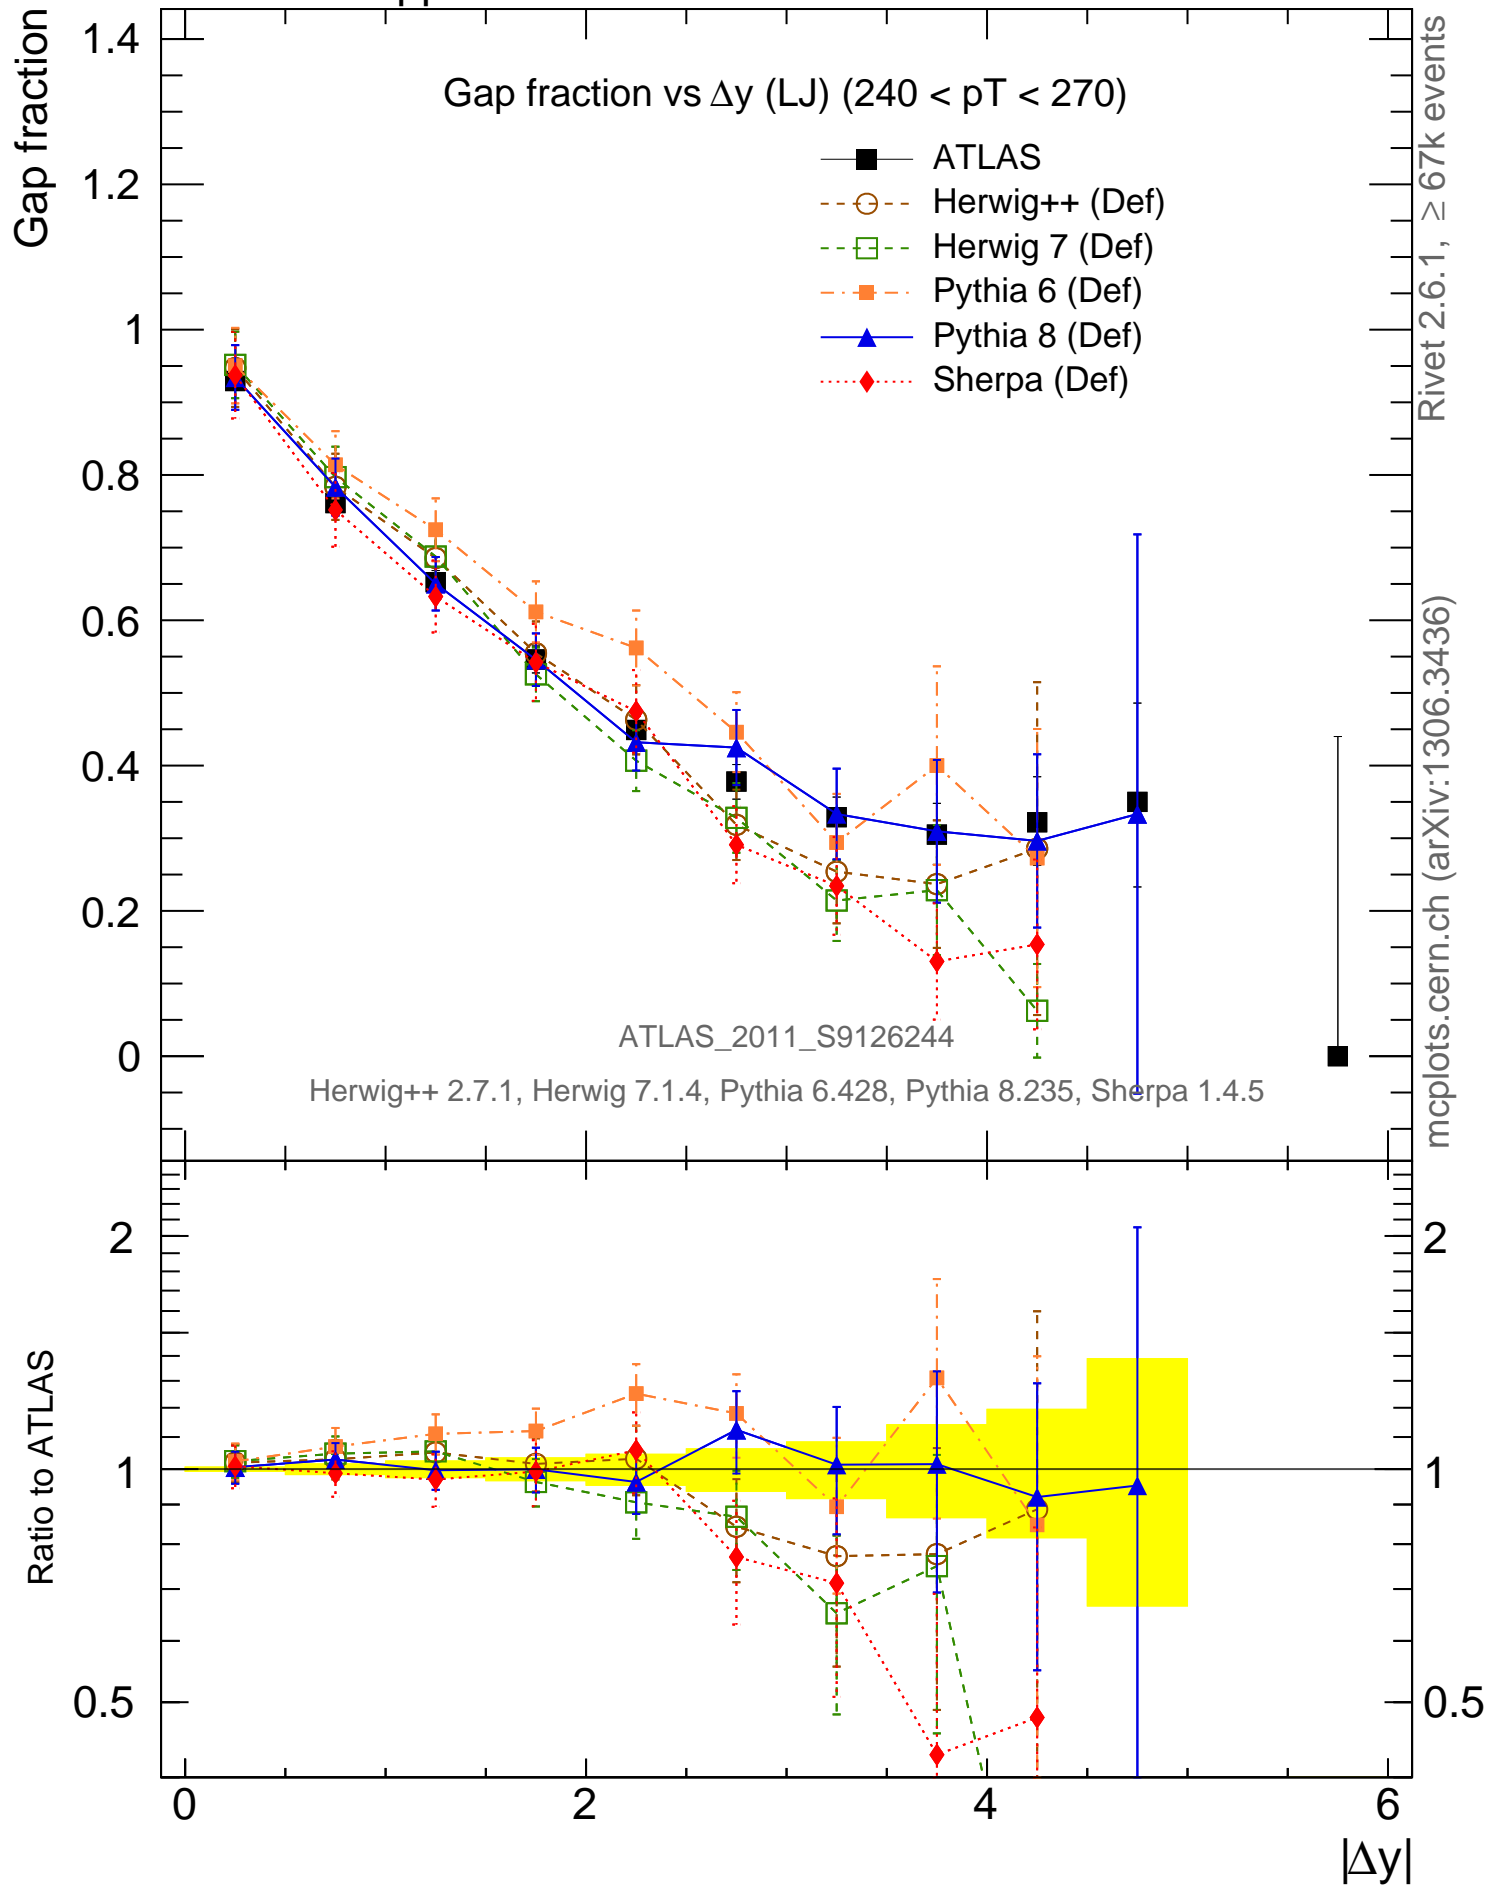 Gap fraction
1.4
1.2
1
0.8
0.6
0.4
0.2
0
Gap fraction vs Δy (LJ) (240 < pT < 270)
ATLAS
Herwig++ (Def)
Herwig 7 (Def)
Pythia 6 (Def)
Pythia 8 (Def)
Sherpa (Def)
ATLAS_2011_S9126244
Herwig++ 2.7.1, Herwig 7.1.4, Pythia 6.428, Pythia 8.235, Sherpa 1.4.5
Rivet 2.6.1, ≥ 67k events
mcplots.cern.ch (arXiv:1306.3436)
Ratio to ATLAS
2
1
0.5
2
1
0.5
0
2
4
6
|Δy|